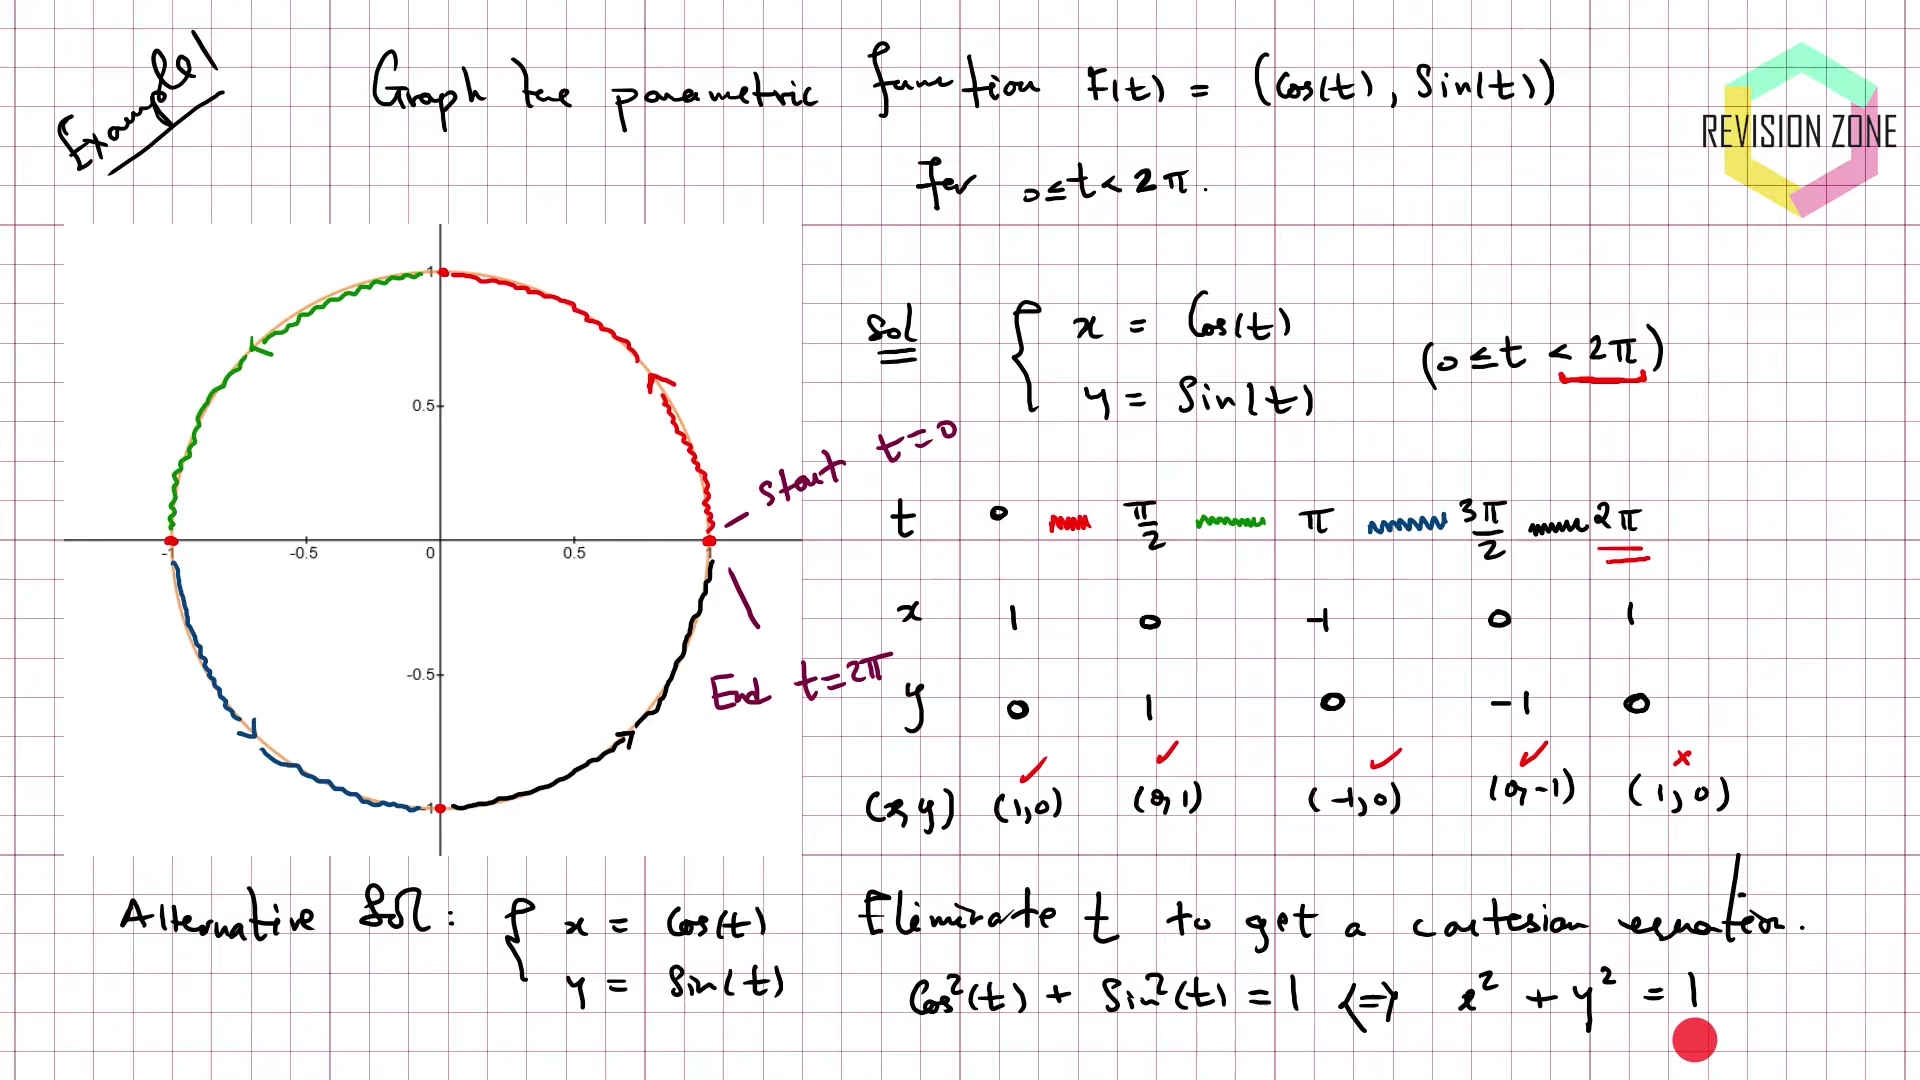 Example 1
Graph the parametric function F(t) = (Cos(t), Sin(t))
for 0≤t<2π.
REVISION ZONE
1
0.5
-1 -0.5 0 0.5 1
-0.5
-1
start t=0
End t=2π
Sol { x = Cos(t)
y = Sin(t)
(0≤t<2π)
t 0 π/2 π 3π/2 2π
x 1 0 -1 0 1
y 0 1 0 -1 0
(x,y) (1,0) (0,1) (-1,0) (0,-1) (1,0)
Alternative Sol: { x = Cos(t)
y = Sin(t)
Eliminate t to get a cartesian equation.
Cos²(t) + Sin²(t) = 1 <=> x² + y² = 1